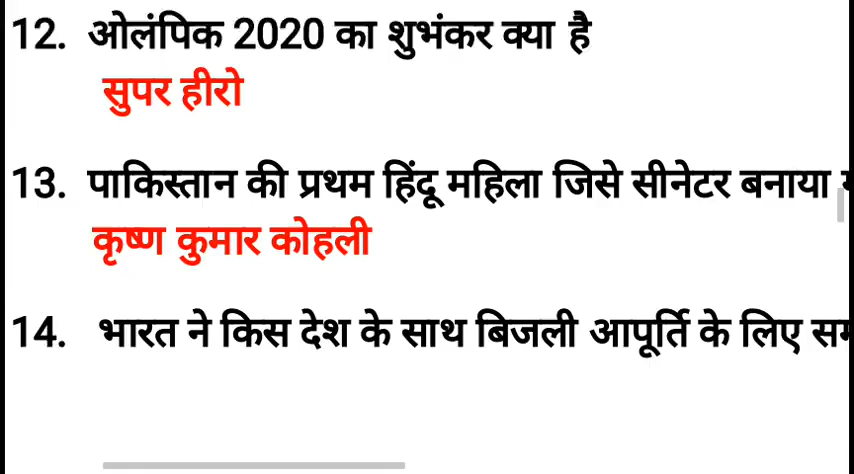 12. ओलंपिक 2020 का शुभंकर क्या है
सुपर हीरो
13. पाकिस्तान की प्रथम हिंदू महिला जिसे सीनेटर बनाया
कृष्ण कुमार कोहली
14. भारत ने किस देश के साथ बिजली आपूर्ति के लिए